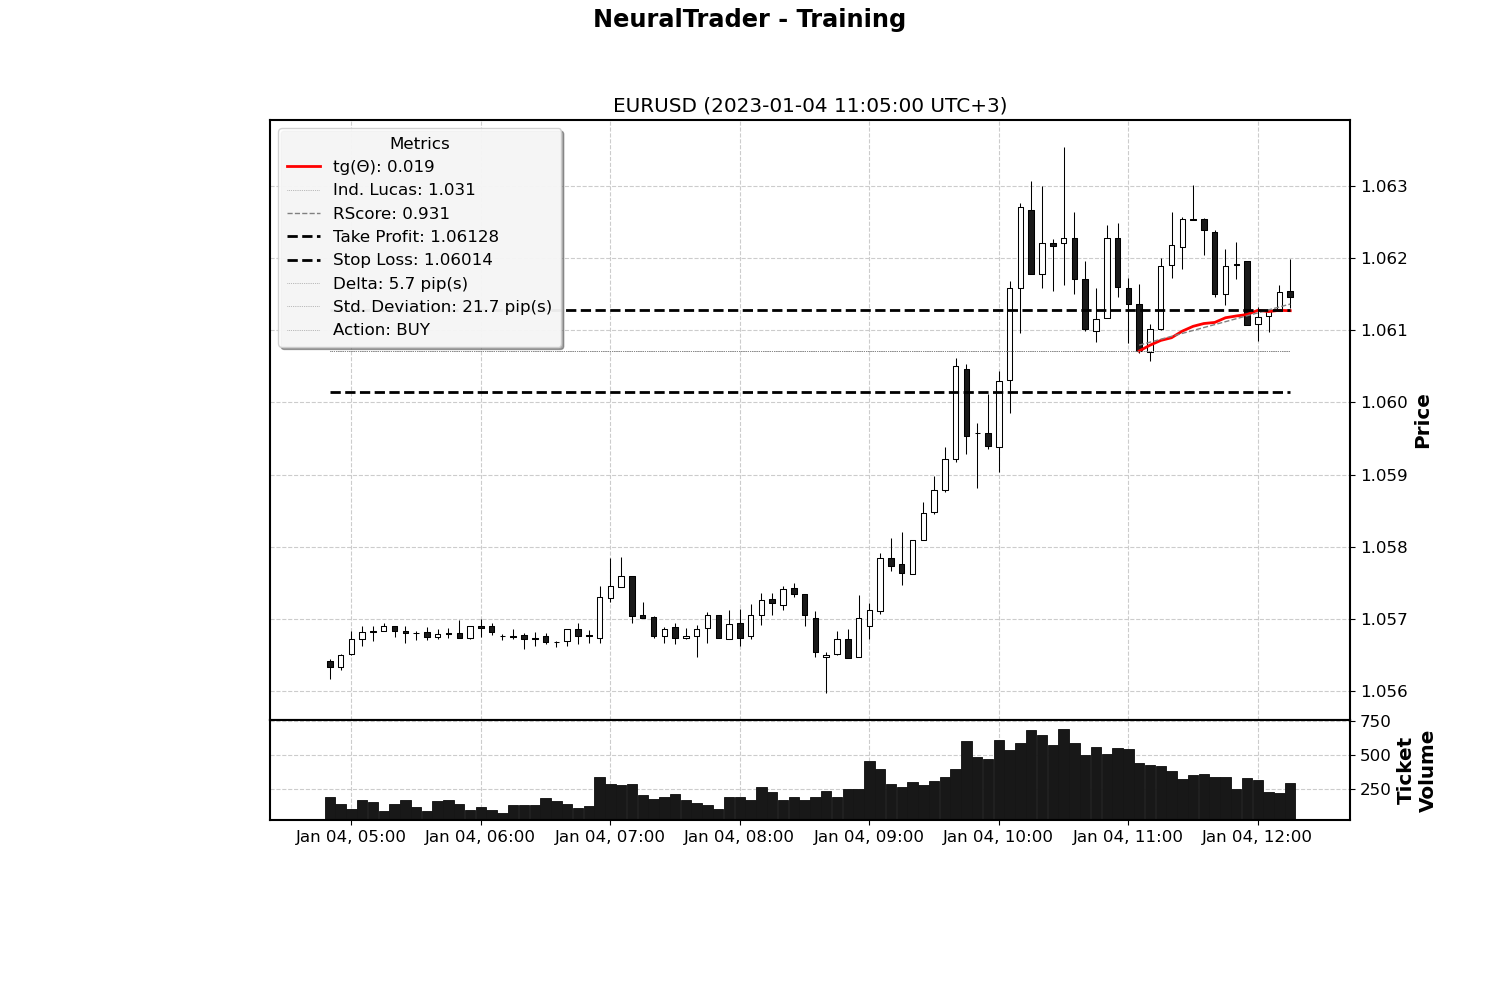 NeuralTrader - Training
EURUSD (2023-01-04 11:05:00 UTC+3)
Metrics
tg(Θ): 0.019
Ind. Lucas: 1.031
RScore: 0.931
Take Profit: 1.06128
Stop Loss: 1.06014
Delta: 5.7 pip(s)
Std. Deviation: 21.7 pip(s)
Action: BUY
1.063
1.062
1.061
1.060
1.059
1.058
1.057
1.056
Price
750
500
250
Ticket
Volume
Jan 04, 05:00 Jan 04, 06:00 Jan 04, 07:00 Jan 04, 08:00 Jan 04, 09:00 Jan 04, 10:00 Jan 04, 11:00 Jan 04, 12:00